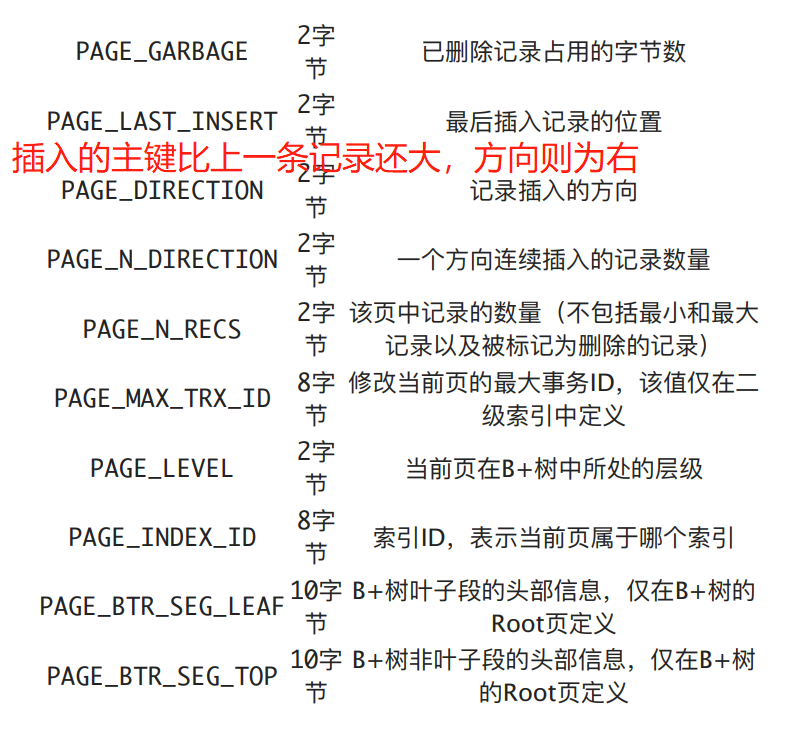 PAGE_GARBAGE 2字节 已删除记录占用的字节数
PAGE_LAST_INSERT 2字节 最后插入记录的位置
插入的主键比上一条记录还大，方向则为右
PAGE_DIRECTION 2字节 记录插入的方向
PAGE_N_DIRECTION 2字节 一个方向连续插入的记录数量
PAGE_N_RECS 2字节 该页中记录的数量（不包括最小和最大
记录以及被标记为删除的记录）
PAGE_MAX_TRX_ID 8字节 修改当前页的最大事务ID，该值仅在二
级索引中定义
PAGE_LEVEL 2字节 当前页在B+树中所处的层级
PAGE_INDEX_ID 8字节 索引ID，表示当前页属于哪个索引
PAGE_BTR_SEG_LEAF 10字节 B+树叶子段的头部信息，仅在B+树的
Root页定义
PAGE_BTR_SEG_TOP 10字节 B+树非叶子段的头部信息，仅在B+树
的Root页定义